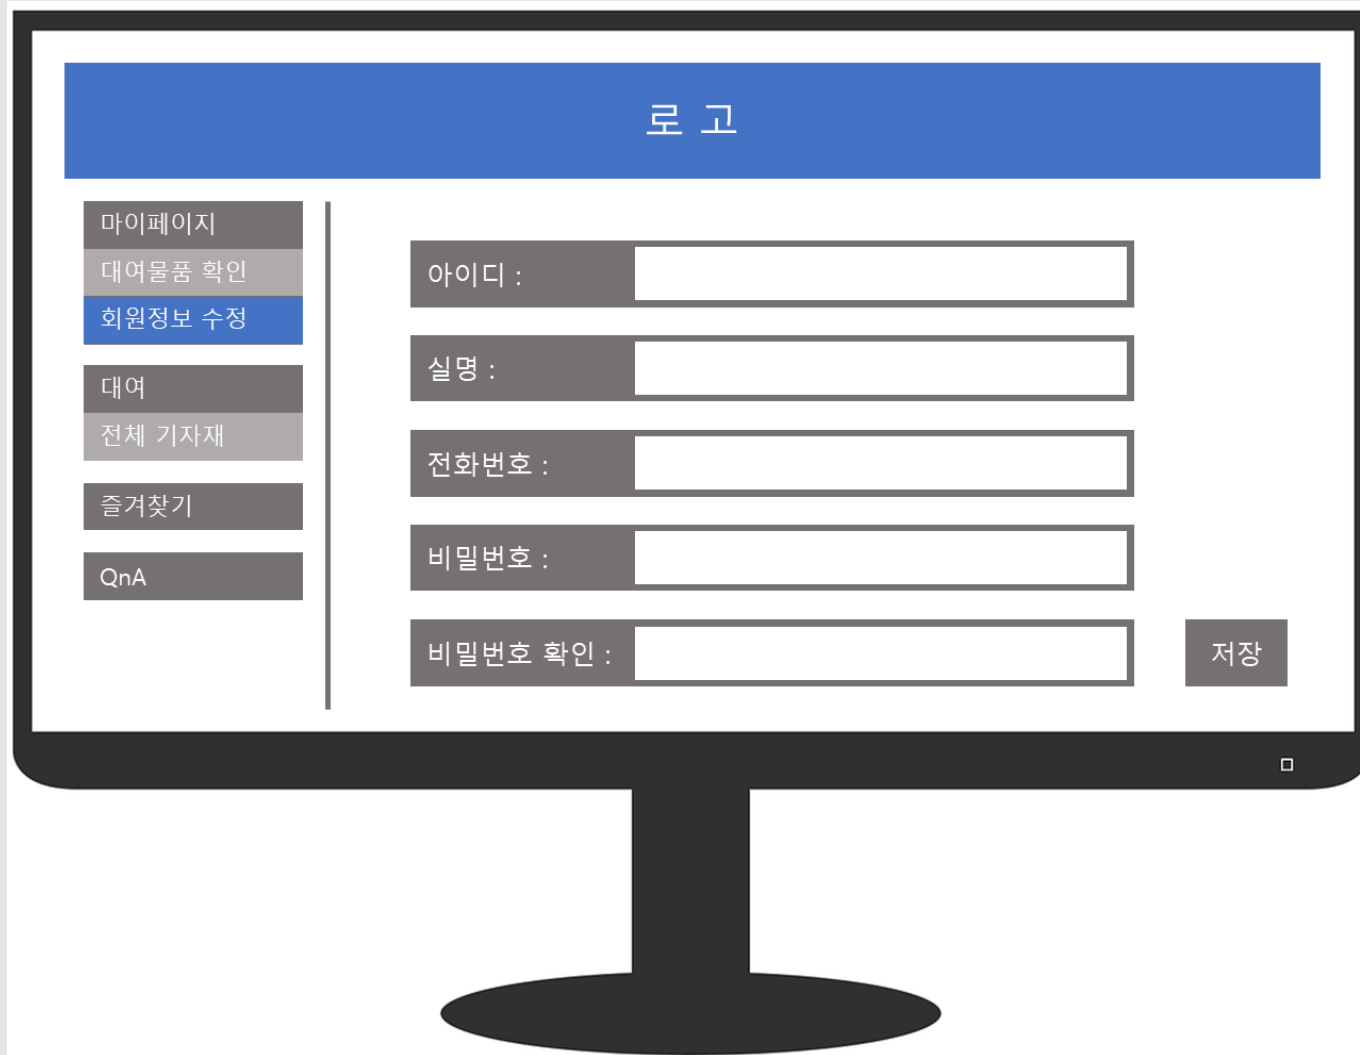 로 고
마이페이지
대여물품 확인
회원정보 수정
대여
전체 기자재
즐겨찾기
QnA
아이디 :
실명 :
전화번호 :
비밀번호 :
비밀번호 확인 :
저장